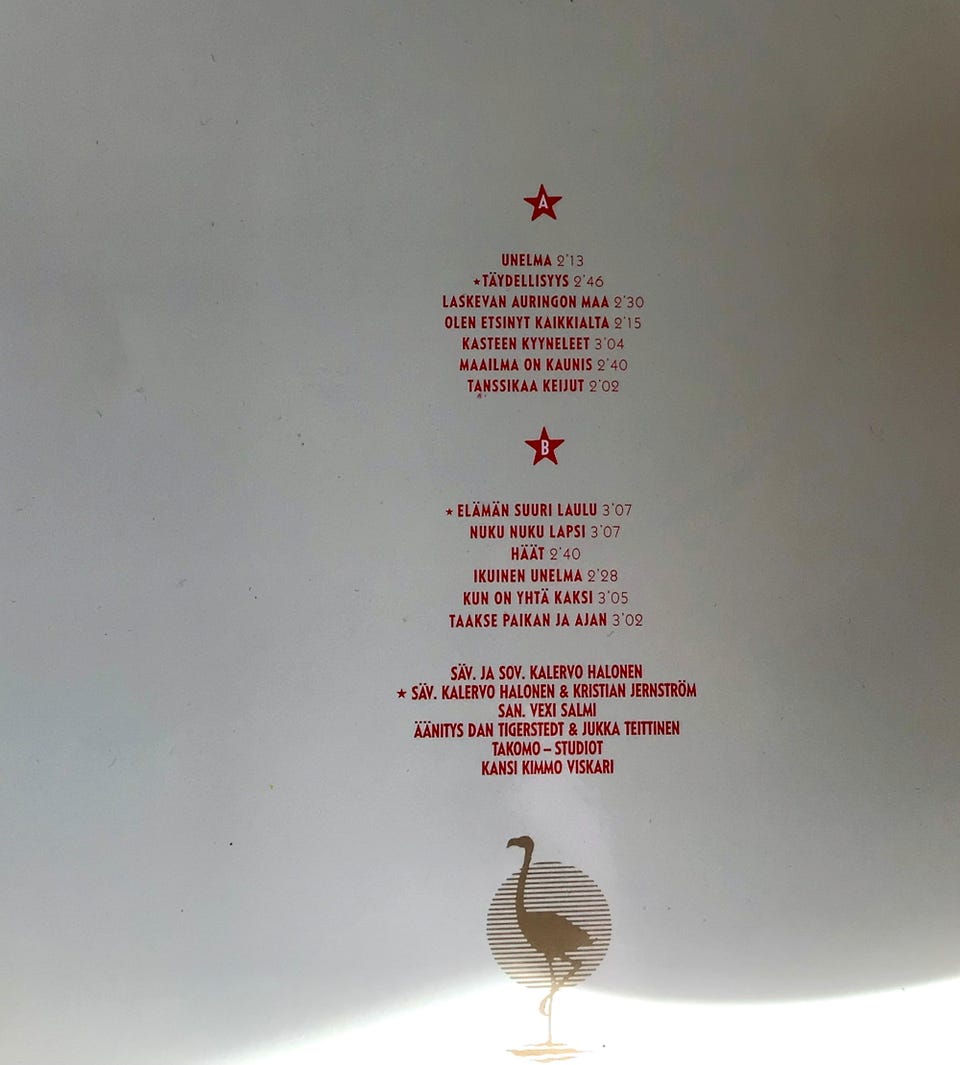 A
UNELMA 2'13
★TÄYDELLISYYS 2'46
LASKEVAN AURINGON MAA 2'30
OLEN ETSINYT KAIKKIALTA 2'15
KASTEEN KYYNELEET 3'04
MAAILMA ON KAUNIS 2'40
TANSSIKAA KEIJUT 2'02
B
★ ELÄMÄN SUURI LAULU 3'07
NUKU NUKU LAPSI 3'07
HÄÄT 2'40
IKUINEN UNELMA 2'28
KUN ON YHTÄ KAKSI 3'05
TAAKSE PAIKAN JA AJAN 3'02
SÄV. JA SOV. KALERVO HALONEN
★ SÄV. KALERVO HALONEN & KRISTIAN JERNSTRÖM
SAN. VEXI SALMI
ÄÄNITYS DAN TIGERSTEDT & JUKKA TEITTINEN
TAKOMO – STUDIOT
KANSI KIMMO VISKARI